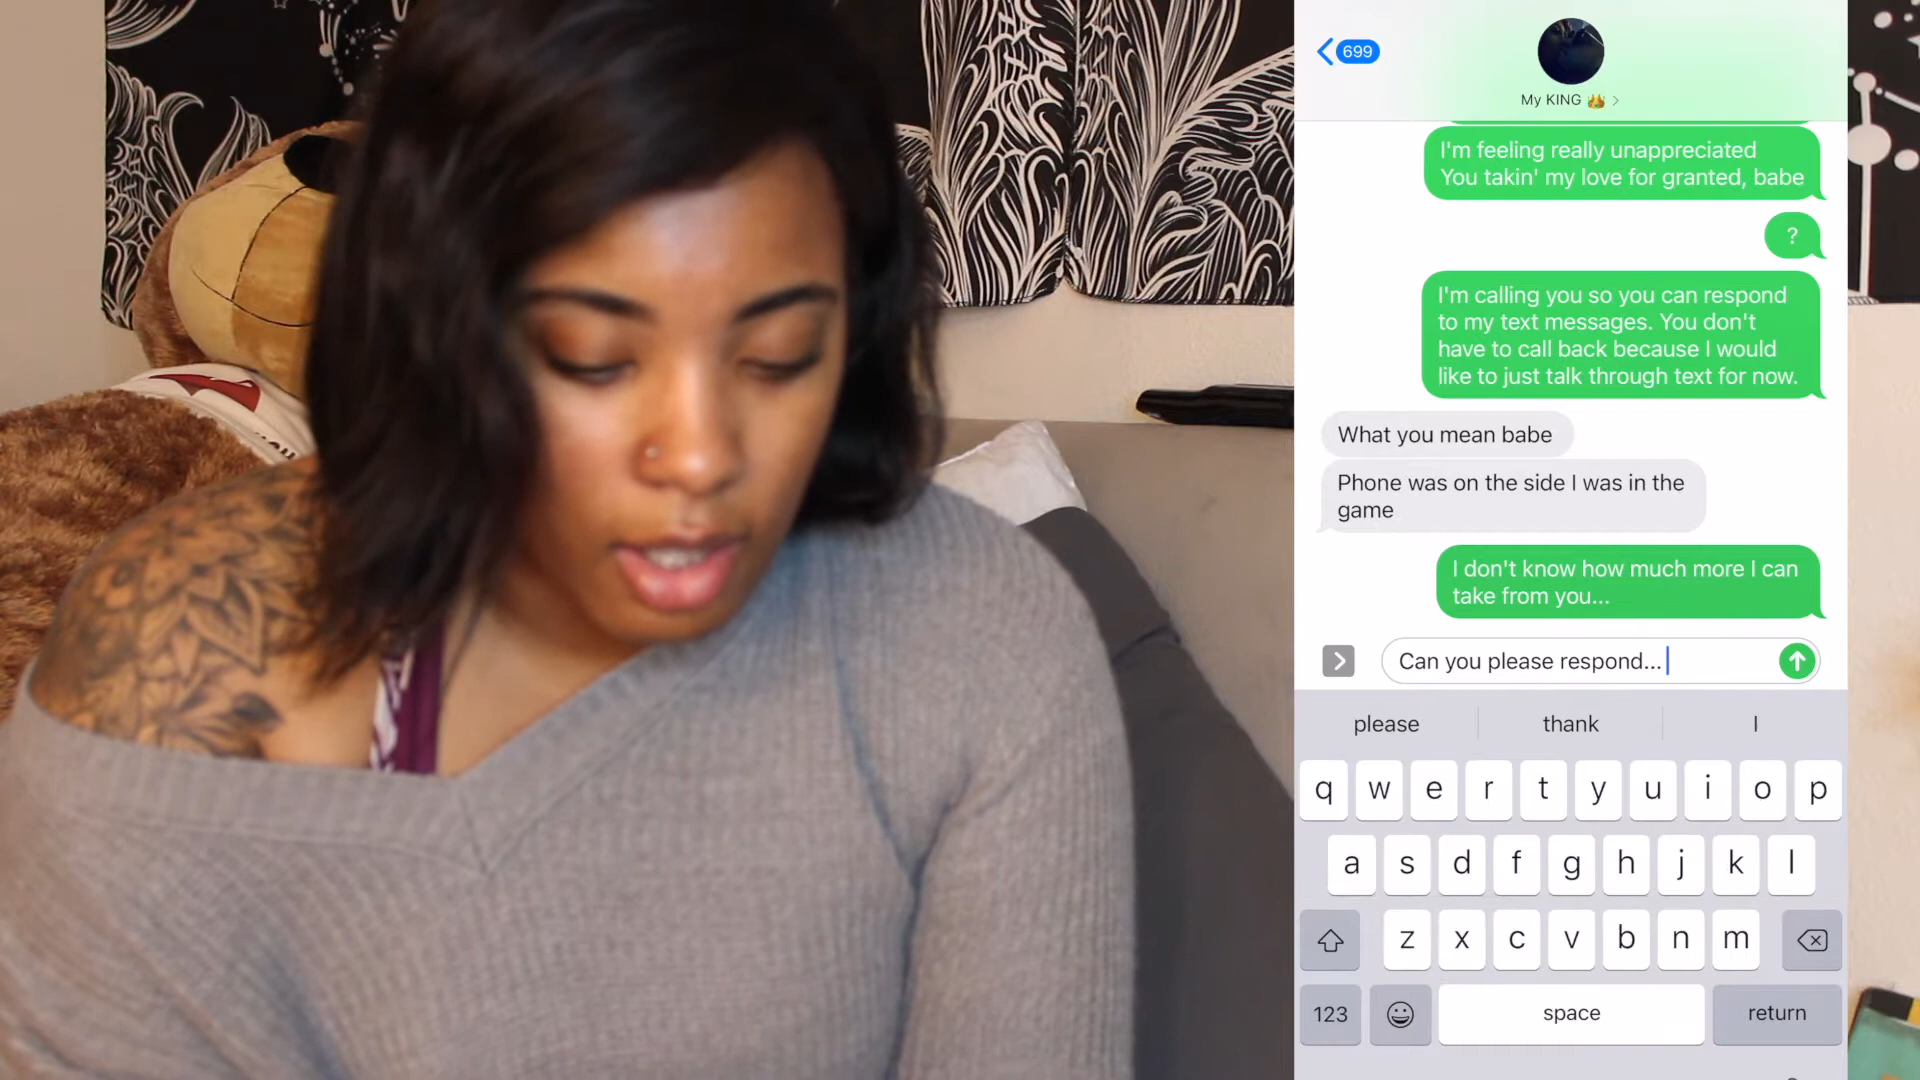 699
My KING 👑 >
I'm feeling really unappreciated
You takin' my love for granted, babe
?
I'm calling you so you can respond
to my text messages. You don't
have to call back because I would
like to just talk through text for now.
What you mean babe
Phone was on the side I was in the
game
I don't know how much more I can
take from you...
Can you please respond...
please thank I
q w e r t y u i o p
a s d f g h j k l
z x c v b n m
123 space return